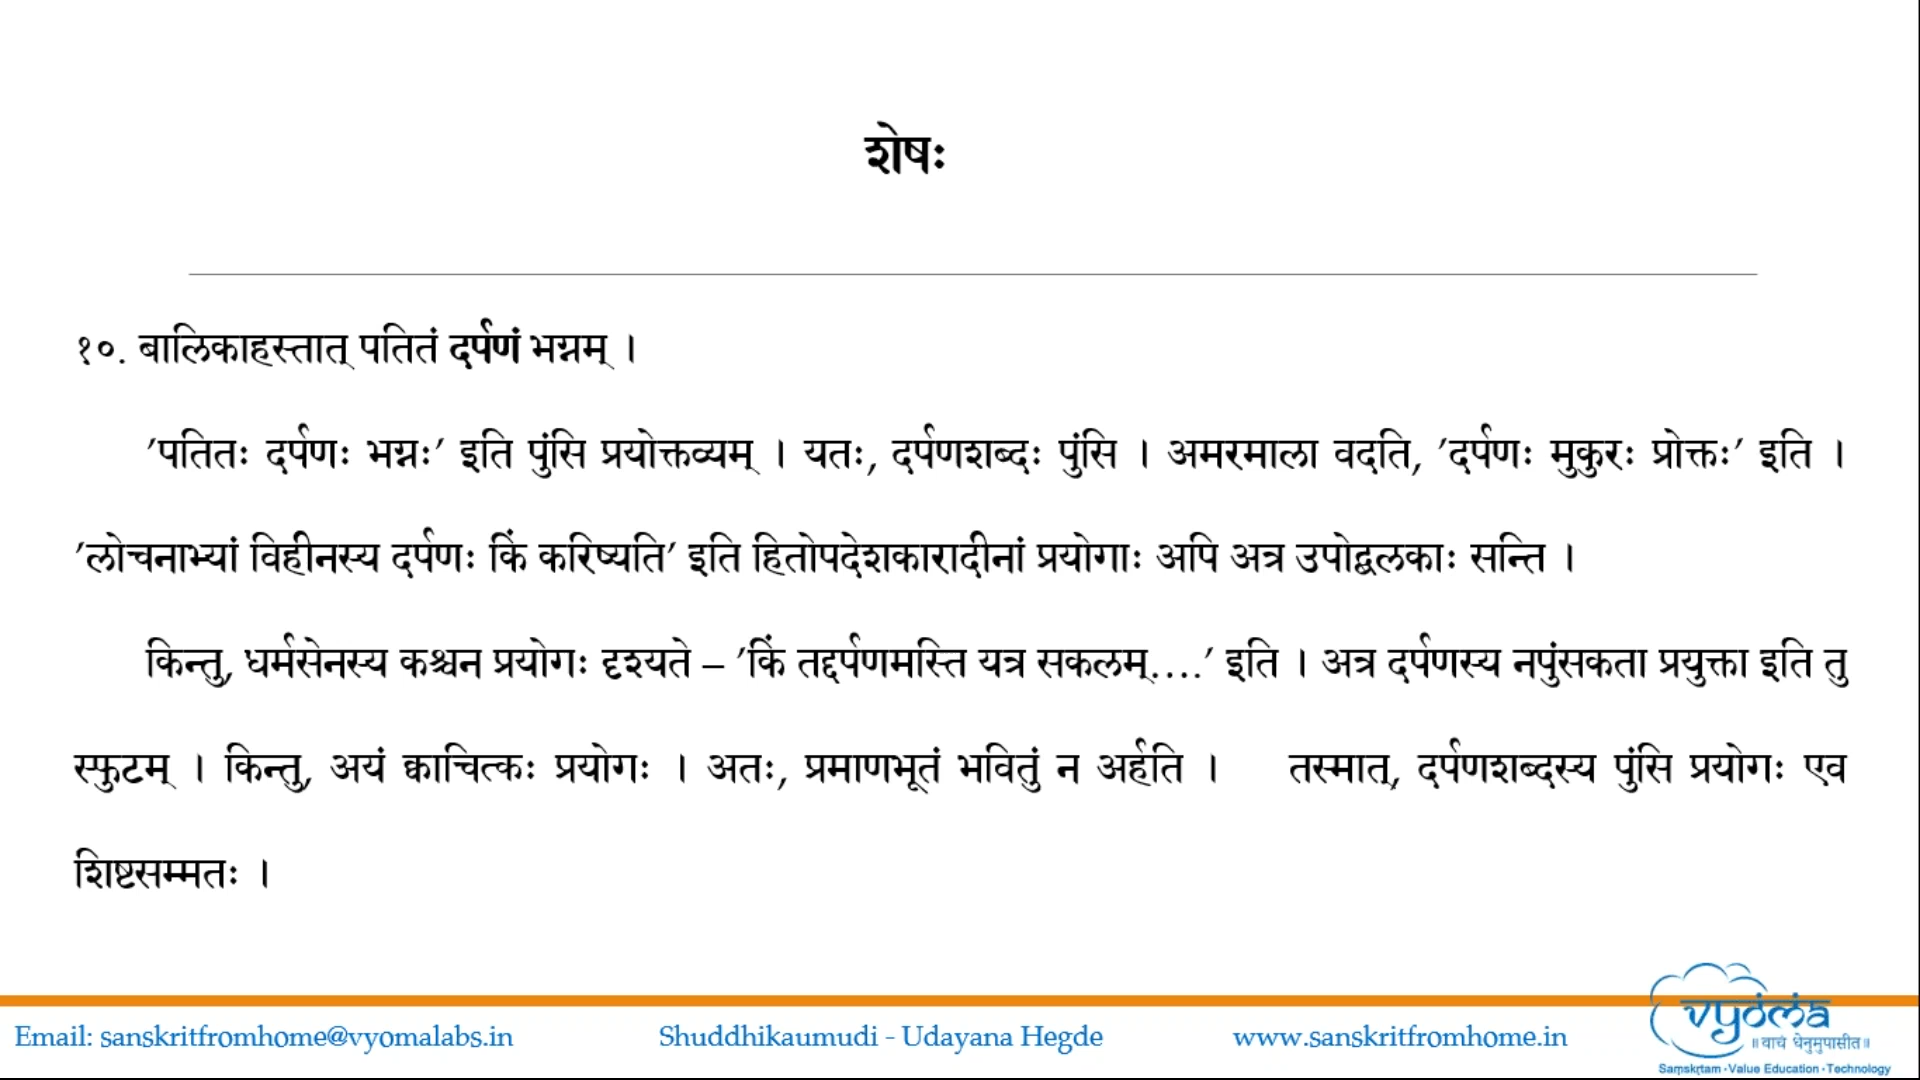 शेषः
१०. बालिकाहस्तात् पतितं दर्पणं भग्नम् ।
’पतितः दर्पणः भग्नः’ इति पुंसि प्रयोक्तव्यम् । यतः, दर्पणशब्दः पुंसि । अमरमाला वदति, ’दर्पणः मुकुरः प्रोक्तः’ इति ।
’लोचनाभ्यां विहीनस्य दर्पणः किं करिष्यति’ इति हितोपदेशकारादीनां प्रयोगाः अपि अत्र उपोद्बलकाः सन्ति ।
किन्तु, धर्मसेनस्य कश्चन प्रयोगः दृश्यते – ’किं तद्दर्पणमस्ति यत्र सकलम्....’ इति । अत्र दर्पणस्य नपुंसकता प्रयुक्ता इति तु
स्फुटम् । किन्तु, अयं क्वाचित्कः प्रयोगः । अतः, प्रमाणभूतं भवितुं न अर्हति । तस्मात्, दर्पणशब्दस्य पुंसि प्रयोगः एव
शिष्टसम्मतः ।
Email: sanskritfromhome@vyomalabs.in Shuddhikaumudi - Udayana Hegde www.sanskritfromhome.in
vyoma
॥वाचं धेनुमुपासीत॥
Saṃskṛtam · Value Education · Technology